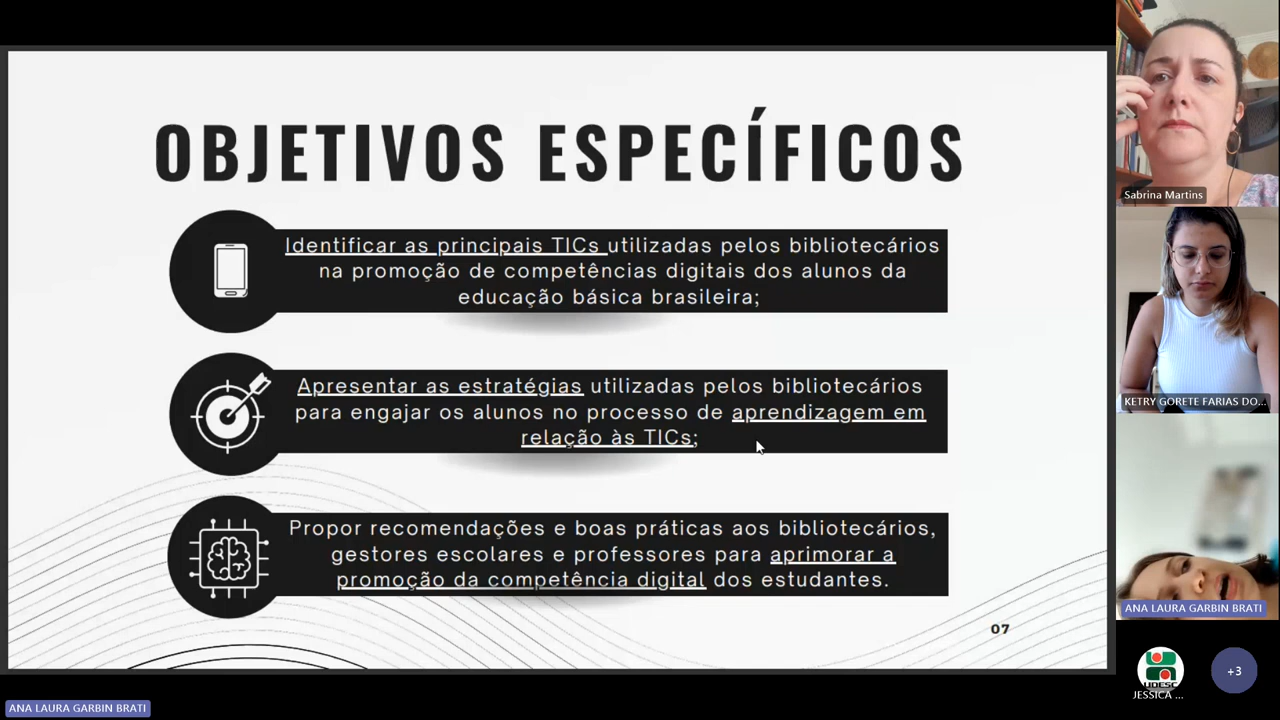 OBJETIVOS ESPECÍFICOS
Identificar as principais TICs utilizadas pelos bibliotecários
na promoção de competências digitais dos alunos da
educação básica brasileira;
Apresentar as estratégias utilizadas pelos bibliotecários
para engajar os alunos no processo de aprendizagem em
relação às TICs;
Propor recomendações e boas práticas aos bibliotecários,
gestores escolares e professores para aprimorar a
promoção da competência digital dos estudantes.
07
ANA LAURA GARBIN BRATI
Sabrina Martins
KETRY GORETE FARIAS DO...
ANA LAURA GARBIN BRATI
UDESC
JESSICA ...
+3